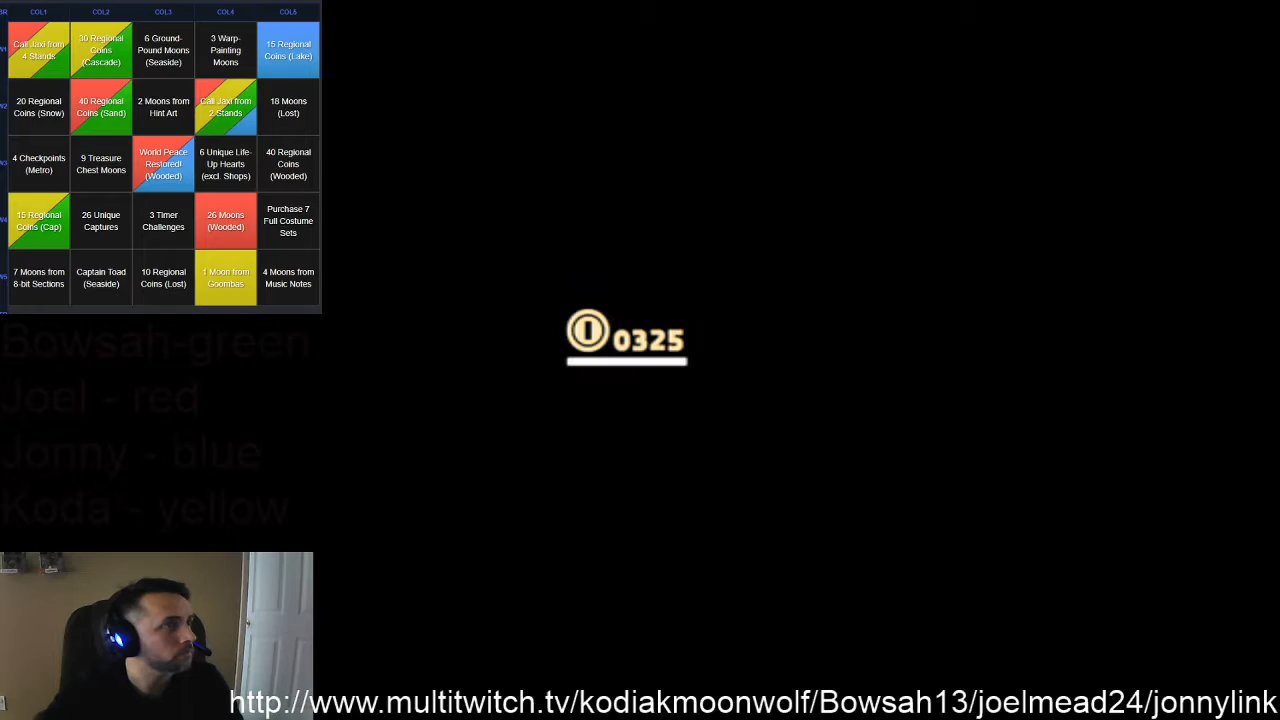 BR COL1 COL2 COL3 COL4 COL5
Call Jaxi from 4 Stands
30 Regional Coins (Cascade)
6 Ground-Pound Moons (Seaside)
3 Warp-Painting Moons
15 Regional Coins (Lake)
20 Regional Coins (Snow)
40 Regional Coins (Sand)
2 Moons from Hint Art
Call Jaxi from 2 Stands
18 Moons (Lost)
4 Checkpoints (Metro)
9 Treasure Chest Moons
World Peace Restored! (Wooded)
6 Unique Life-Up Hearts (excl. Shops)
40 Regional Coins (Wooded)
15 Regional Coins (Cap)
26 Unique Captures
3 Timer Challenges
26 Moons (Wooded)
Purchase 7 Full Costume Sets
7 Moons from 8-bit Sections
Captain Toad (Seaside)
10 Regional Coins (Lost)
1 Moon from Goombas
4 Moons from Music Notes
0325
Bowsah-green
Joel - red
Jonny - blue
Koda - yellow
http://www.multitwitch.tv/kodiakmoonwolf/Bowsah13/joelmead24/jonnylink